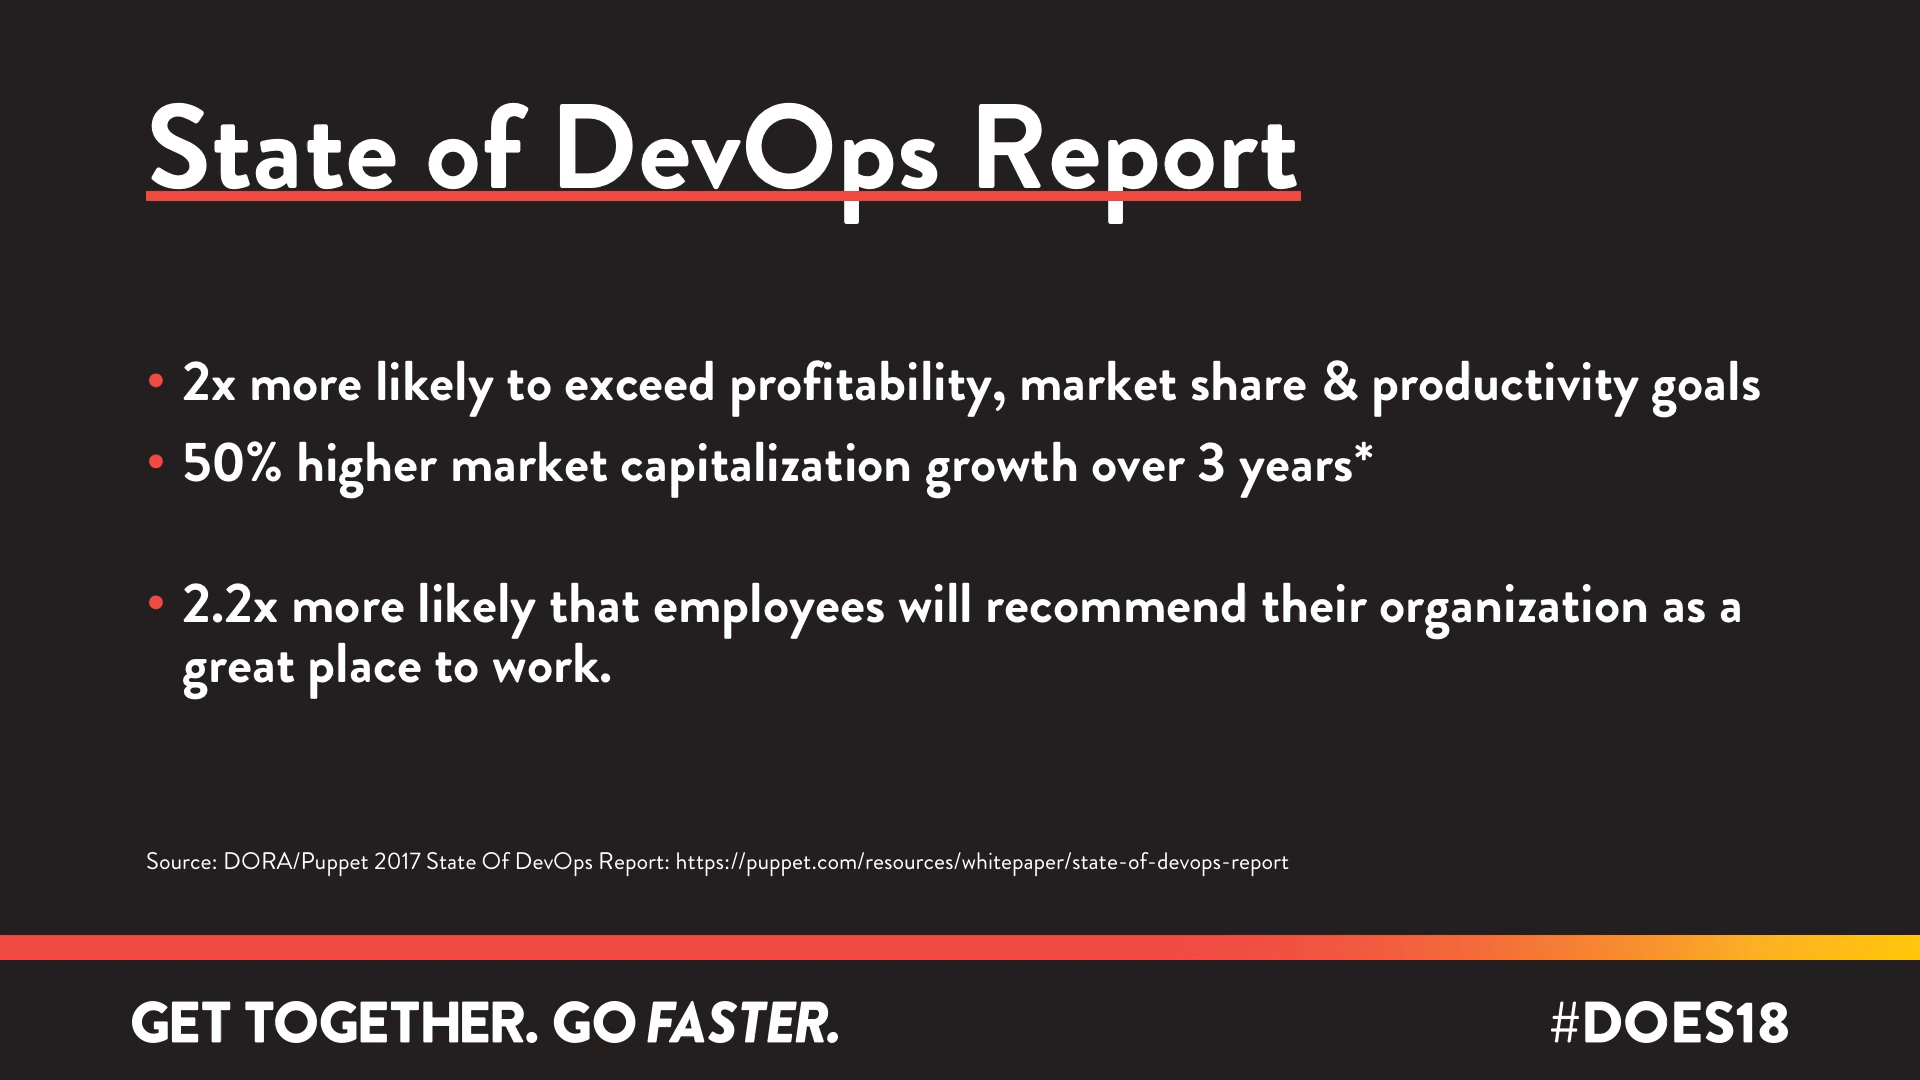 State of DevOps Report
• 2x more likely to exceed profitability, market share & productivity goals
• 50% higher market capitalization growth over 3 years*
• 2.2x more likely that employees will recommend their organization as a
great place to work.
Source: DORA/Puppet 2017 State Of DevOps Report: https://puppet.com/resources/whitepaper/state-of-devops-report
GET TOGETHER. GO FASTER.
#DOES18